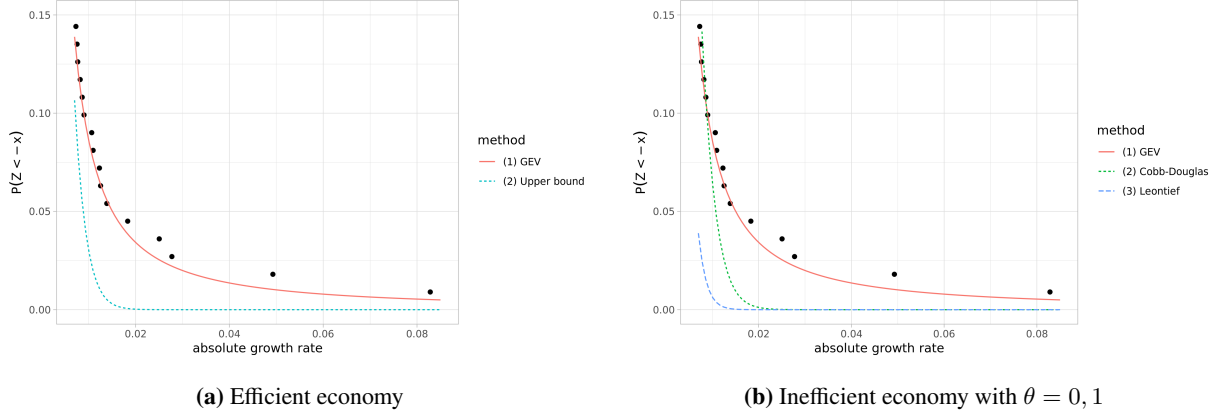 0.15
0.10
0.05
0.00
P(Z < − x)
0.02
0.04
0.06
0.08
absolute growth rate
method
(1) GEV
(2) Upper bound
(a) Efficient economy
0.15
0.10
0.05
0.00
P(Z < − x)
0.02
0.04
0.06
0.08
absolute growth rate
method
(1) GEV
(2) Cobb-Douglas
(3) Leontief
(b) Inefficient economy with θ = 0, 1